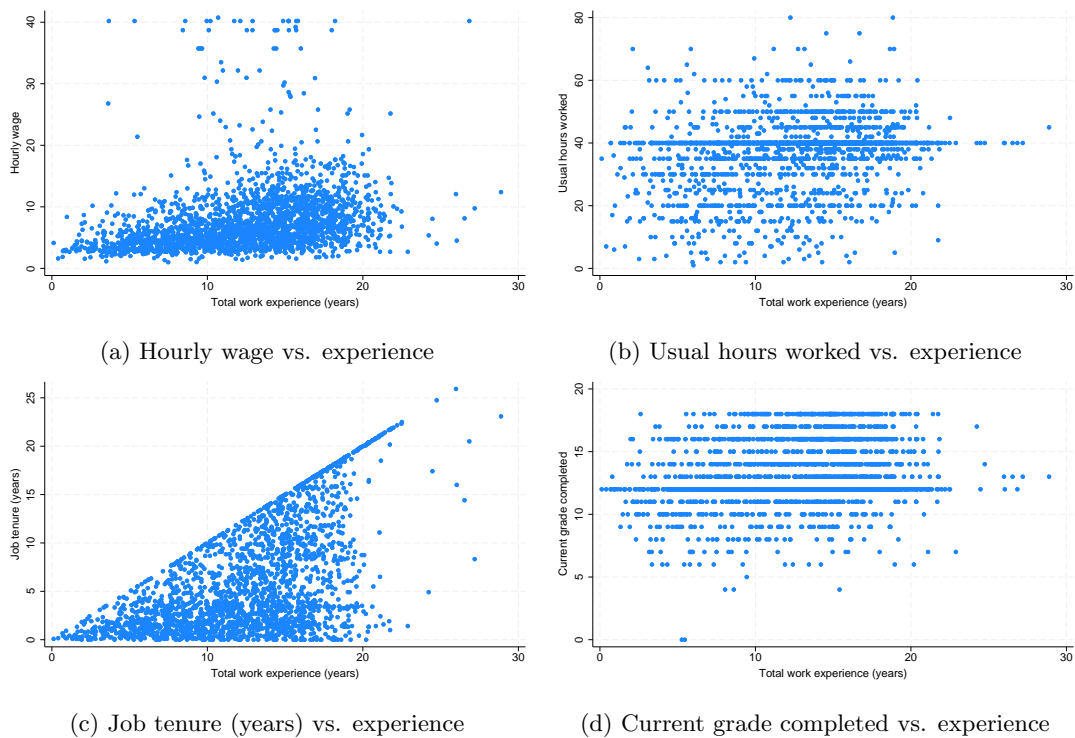 40
30
20
10
0
Hourly wage
0 10 20 30
Total work experience (years)
(a) Hourly wage vs. experience
80
60
40
20
0
Usual hours worked
0 10 20 30
Total work experience (years)
(b) Usual hours worked vs. experience
25
20
15
10
5
0
Job tenure (years)
0 10 20 30
Total work experience (years)
(c) Job tenure (years) vs. experience
20
15
10
5
0
Current grade completed
0 10 20 30
Total work experience (years)
(d) Current grade completed vs. experience